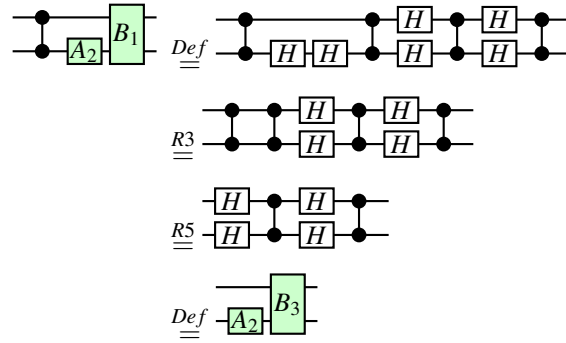 A₂ B₁ Def = H H H H H H
R3 = H H H H
R5 = H H H H
Def = A₂ B₃